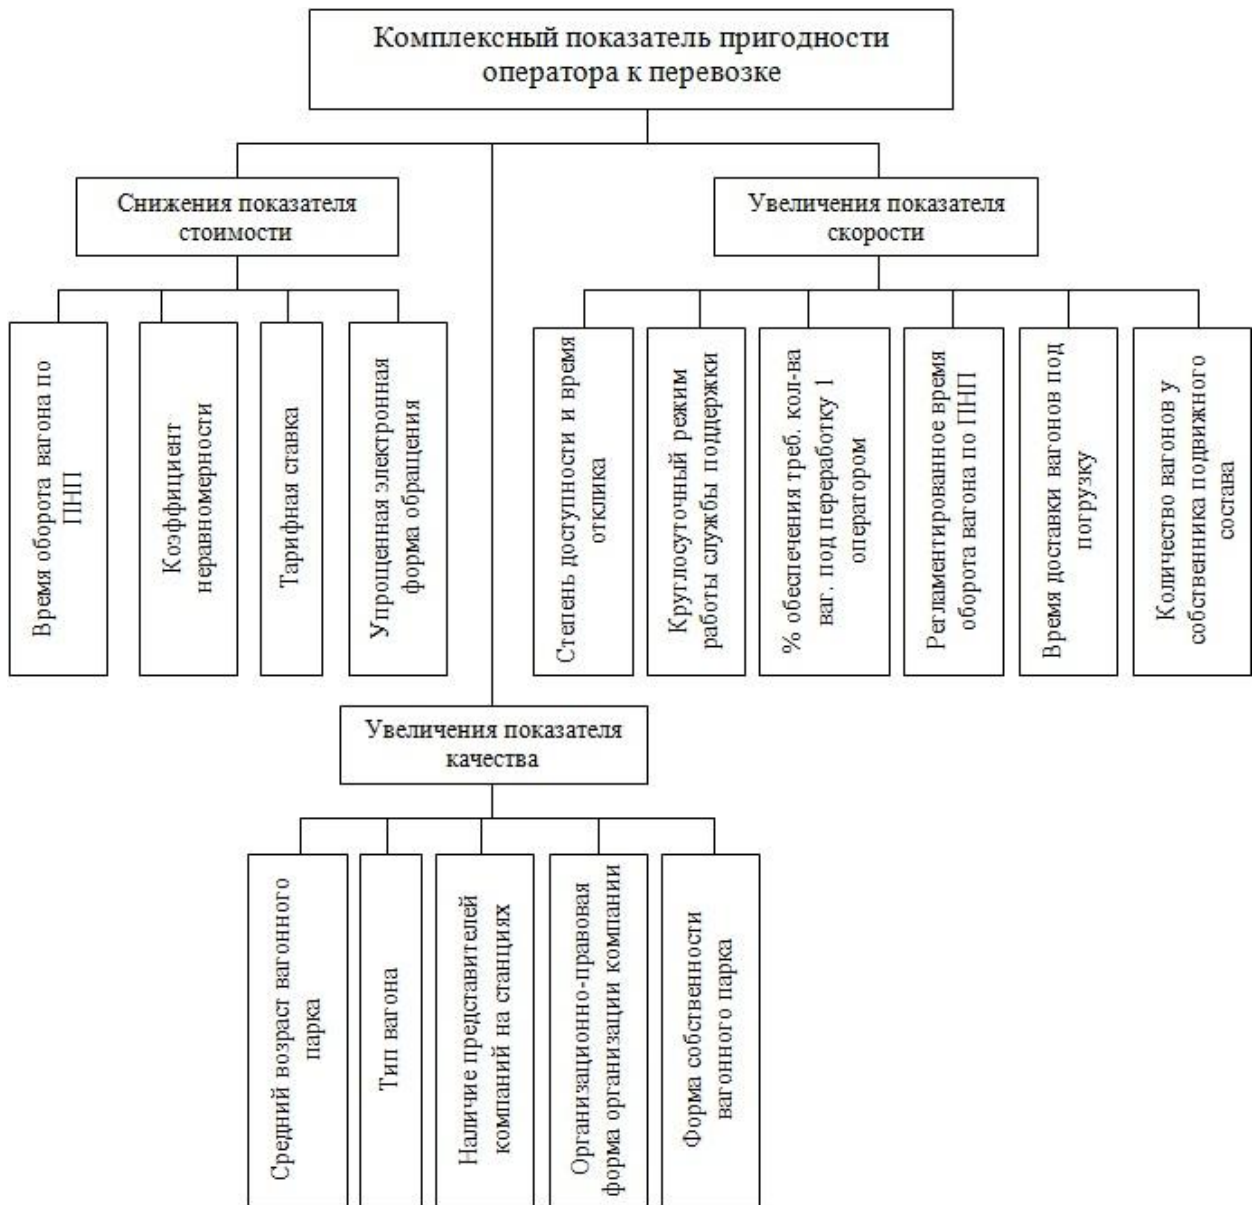 Комплексный показатель пригодности
оператора к перевозке
Снижения показателя
стоимости
Увеличения показателя
скорости
Время оборота вагона по
ПНП
Коэффициент
неравномерности
Тарифная ставка
Упрощенная электронная
форма обращения
Степень доступности и время
отклика
Круглосуточный режим
работы службы поддержки
% обеспечения треб. кол-ва
ваг. под переработку 1
оператором
Регламентированное время
оборота вагона по ПНП
Время доставки вагонов под
погрузку
Количество вагонов у
собственника подвижного
состава
Увеличения показателя
качества
Средний возраст вагонного
парка
Тип вагона
Наличие представителей
компаний на станциях
Организационно-правовая
форма организации компании
Форма собственности
вагонного парка